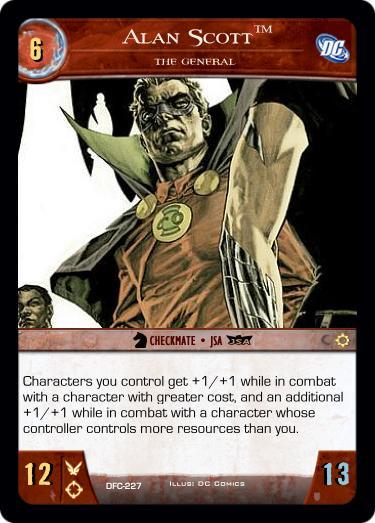 6
Alan Scott™
The General
DC
CHECKMATE • JSA JSA
Characters you control get +1/+1 while in combat
with a character with greater cost, and an additional
+1/+1 while in combat with a character whose
controller controls more resources than you.
12
DFC-227
Illus: DC Comics
13